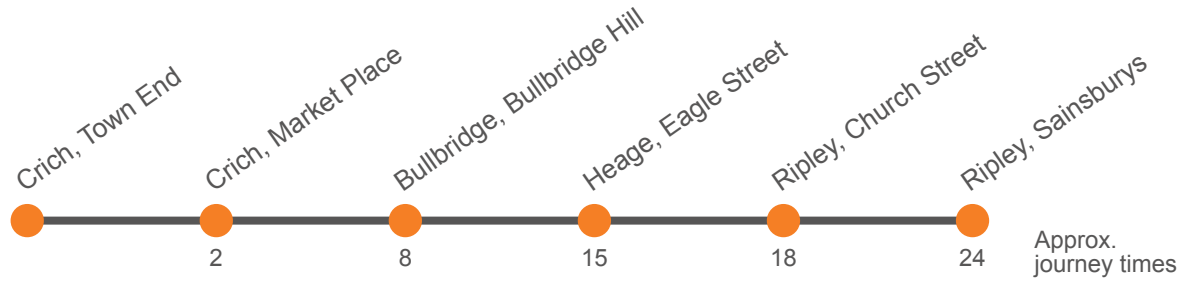 Crich, Town End
Crich, Market Place
Bullbridge, Bullbridge Hill
Heage, Eagle Street
Ripley, Church Street
Ripley, Sainsburys
2
8
15
18
24
Approx.
journey times